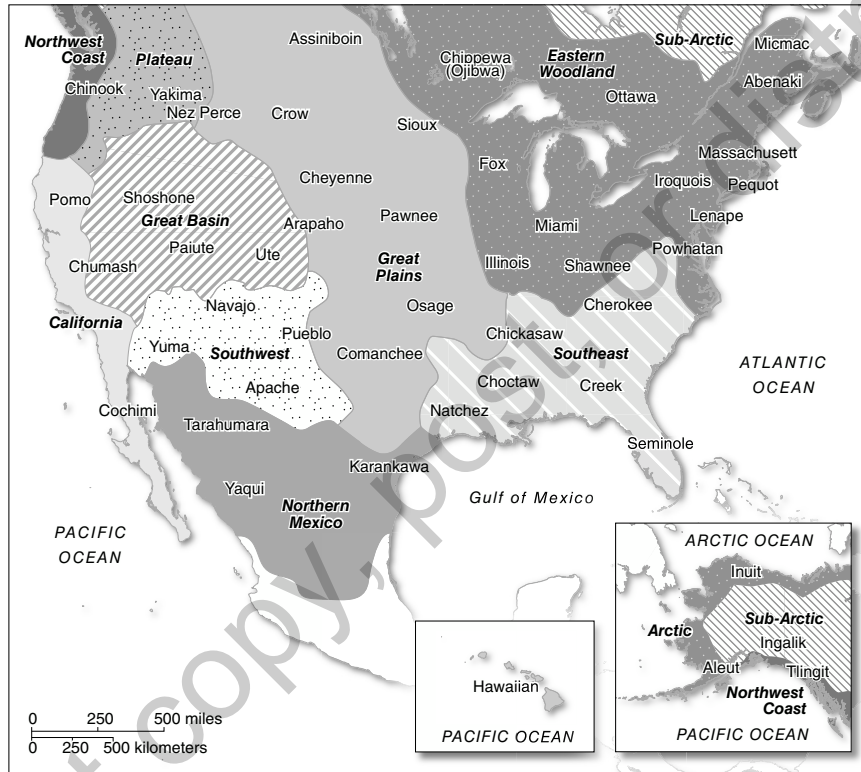 Northwest
Coast
Plateau
Assiniboin
Chippewa
(Ojibwa)
Eastern
Woodland
Sub-Arctic
Micmac
Chinook
Yakima
Nez Perce
Crow
Sioux
Ottawa
Abenaki
Pomo
Shoshone
Great Basin
Cheyenne
Fox
Massachusett
Iroquois
Pequot
Arapaho
Pawnee
Miami
Lenape
Chumash
Paiute
Ute
Great
Plains
Illinois
Shawnee
Powhatan
California
Navajo
Osage
Cherokee
Yuma
Southwest
Pueblo
Comanchee
Chickasaw
Southeast
ATLANTIC
OCEAN
Cochimi
Apache
Natchez
Choctaw
Creek
Tarahumara
Karankawa
Seminole
Yaqui
Northern
Mexico
Gulf of Mexico
PACIFIC
OCEAN
ARCTIC OCEAN
Inuit
Arctic
Sub-Arctic
Ingalik
Aleut
Tlingit
Northwest
Coast
PACIFIC OCEAN
Hawaiian
PACIFIC OCEAN
0 250 500 miles
0 250 500 kilometers
copy, post, or distr